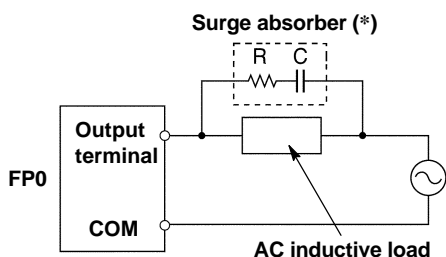 Surge absorber (*)
R C
Output
terminal
FP0
COM
AC inductive load